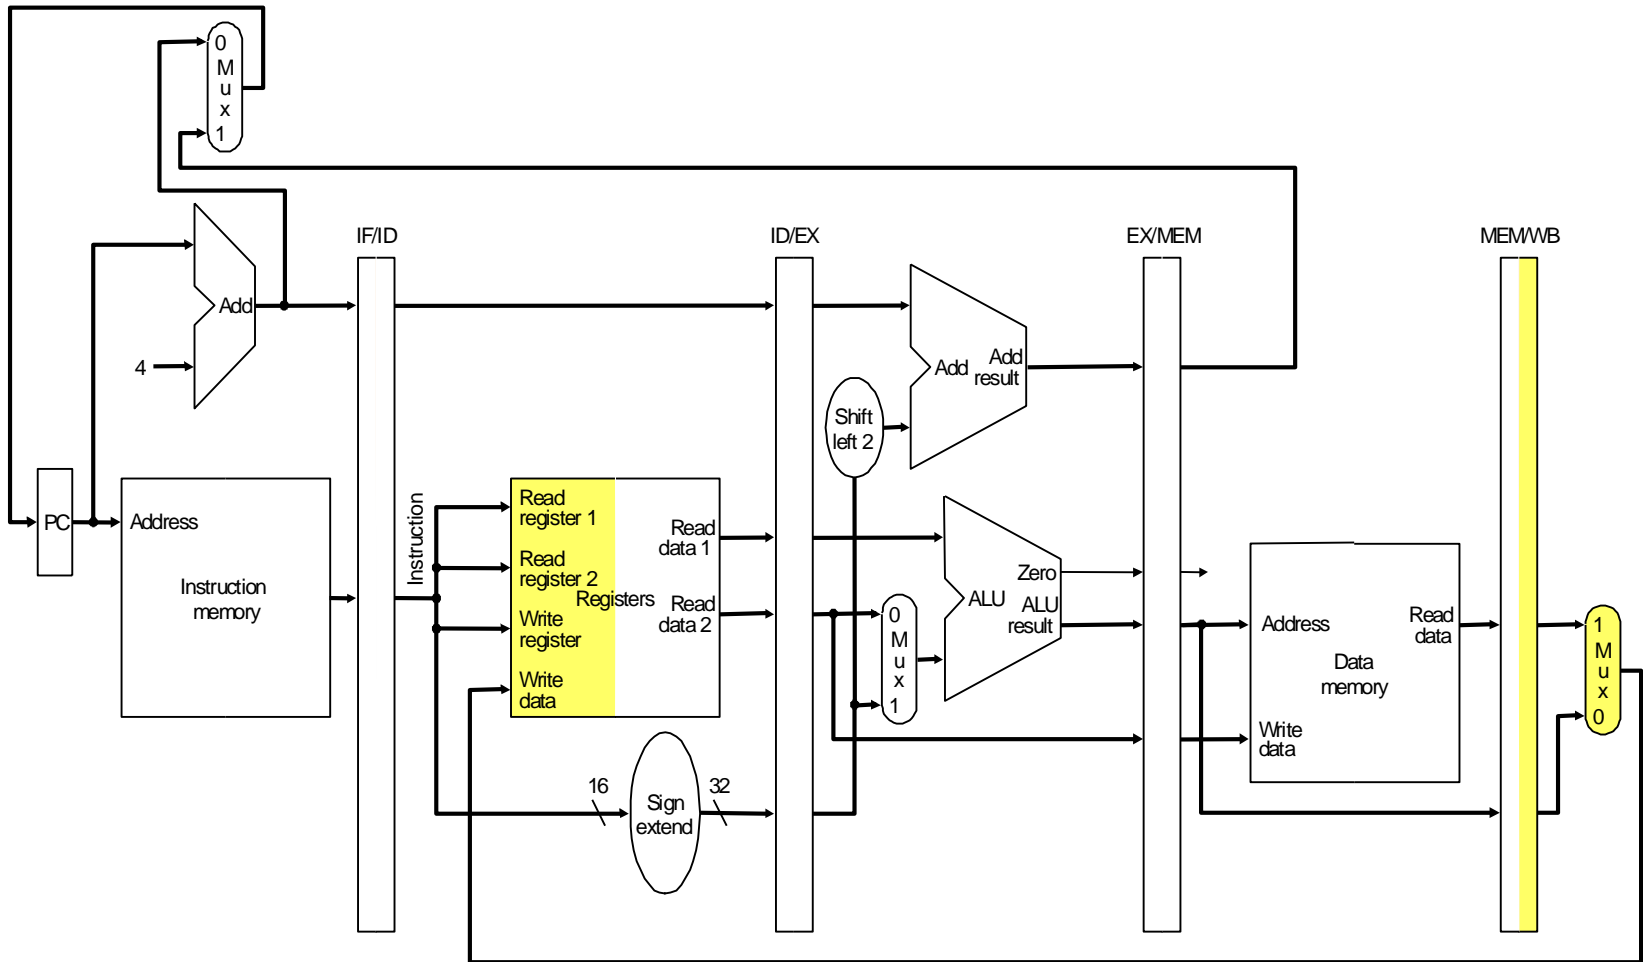 0
M
u
x
1
IF/ID
ID/EX
EX/MEM
MEM/WB
Add
4
Add
Add
result
Shift
left 2
PC
Address
Instruction
memory
Instruction
Read
register 1
Read
register 2
Registers
Write
register
Write
data
Read
data 1
Read
data 2
16
Sign
extend
32
0
M
u
x
1
Zero
ALU
ALU
result
Address
Read
data
Data
memory
Write
data
1
M
u
x
0